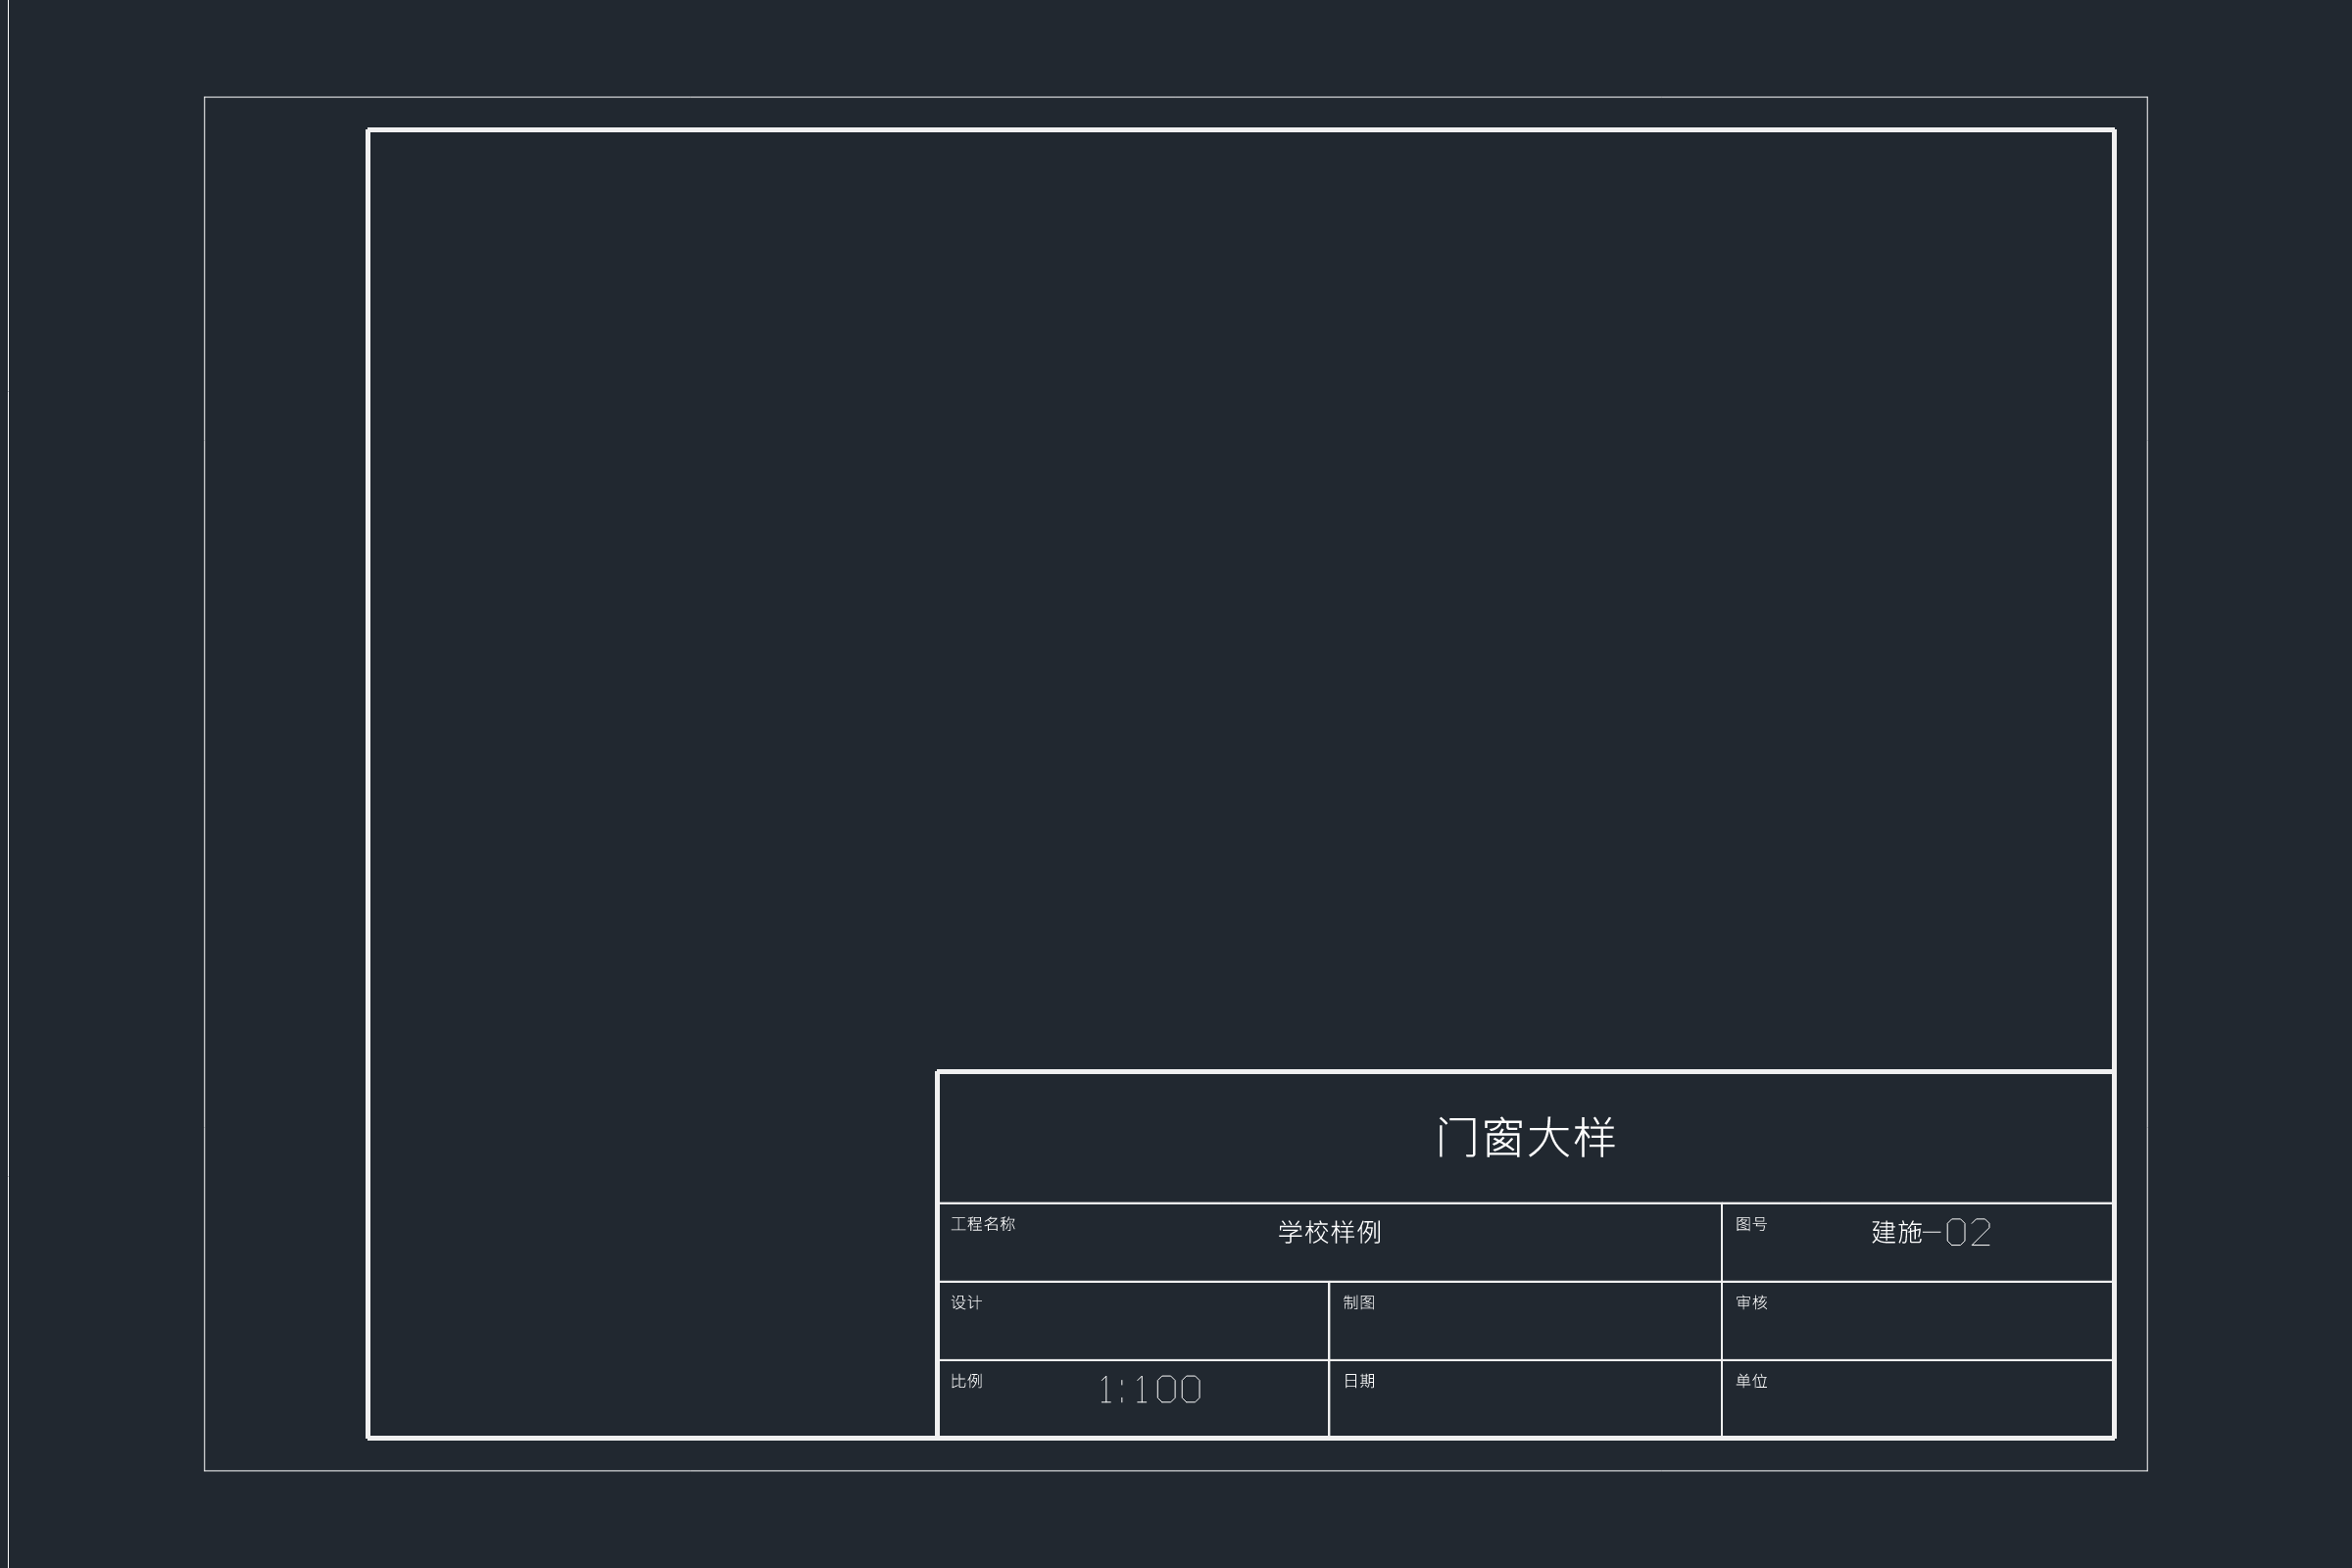 门窗大样
工程名称 学校样例 图号 建施-02
设计 制图 审核
比例 1:100 日期 单位